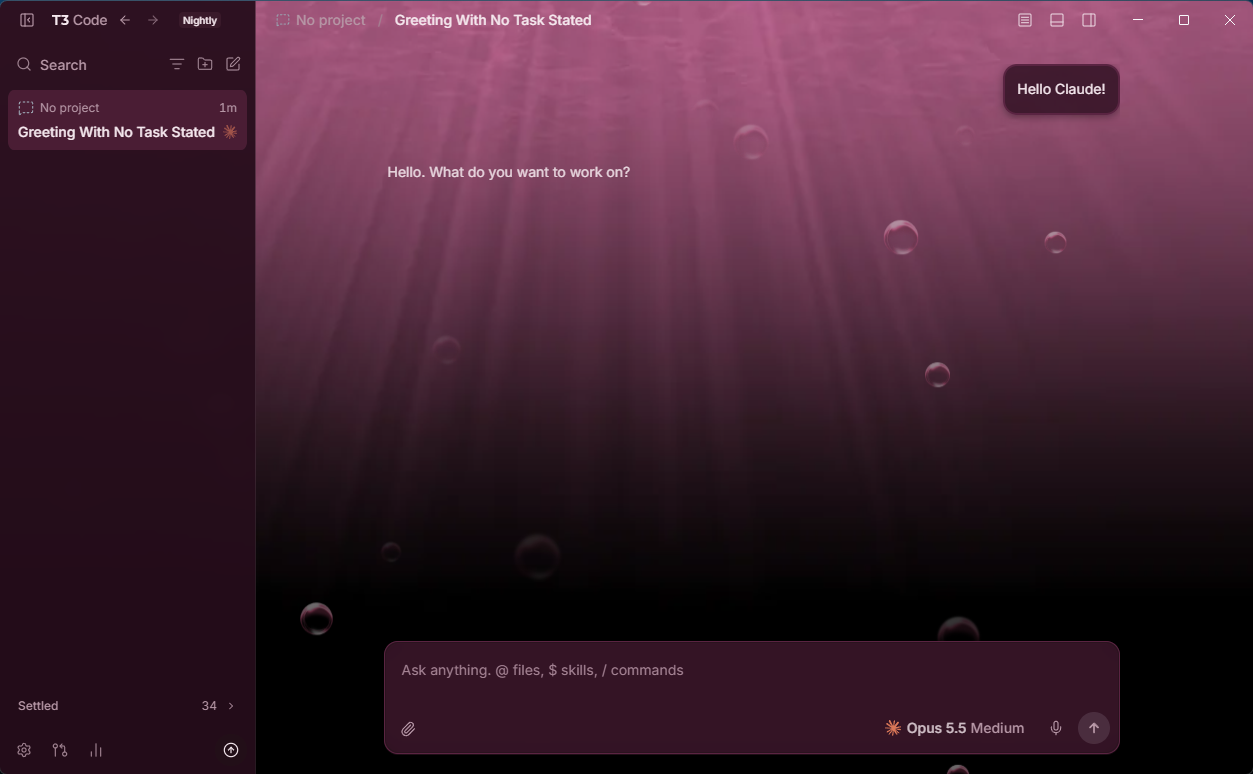 T3 Code
Nightly
No project / Greeting With No Task Stated
Search
No project 1m
Greeting With No Task Stated
Hello Claude!
Hello. What do you want to work on?
Ask anything. @ files, $ skills, / commands
Opus 5.5 Medium
Settled 34